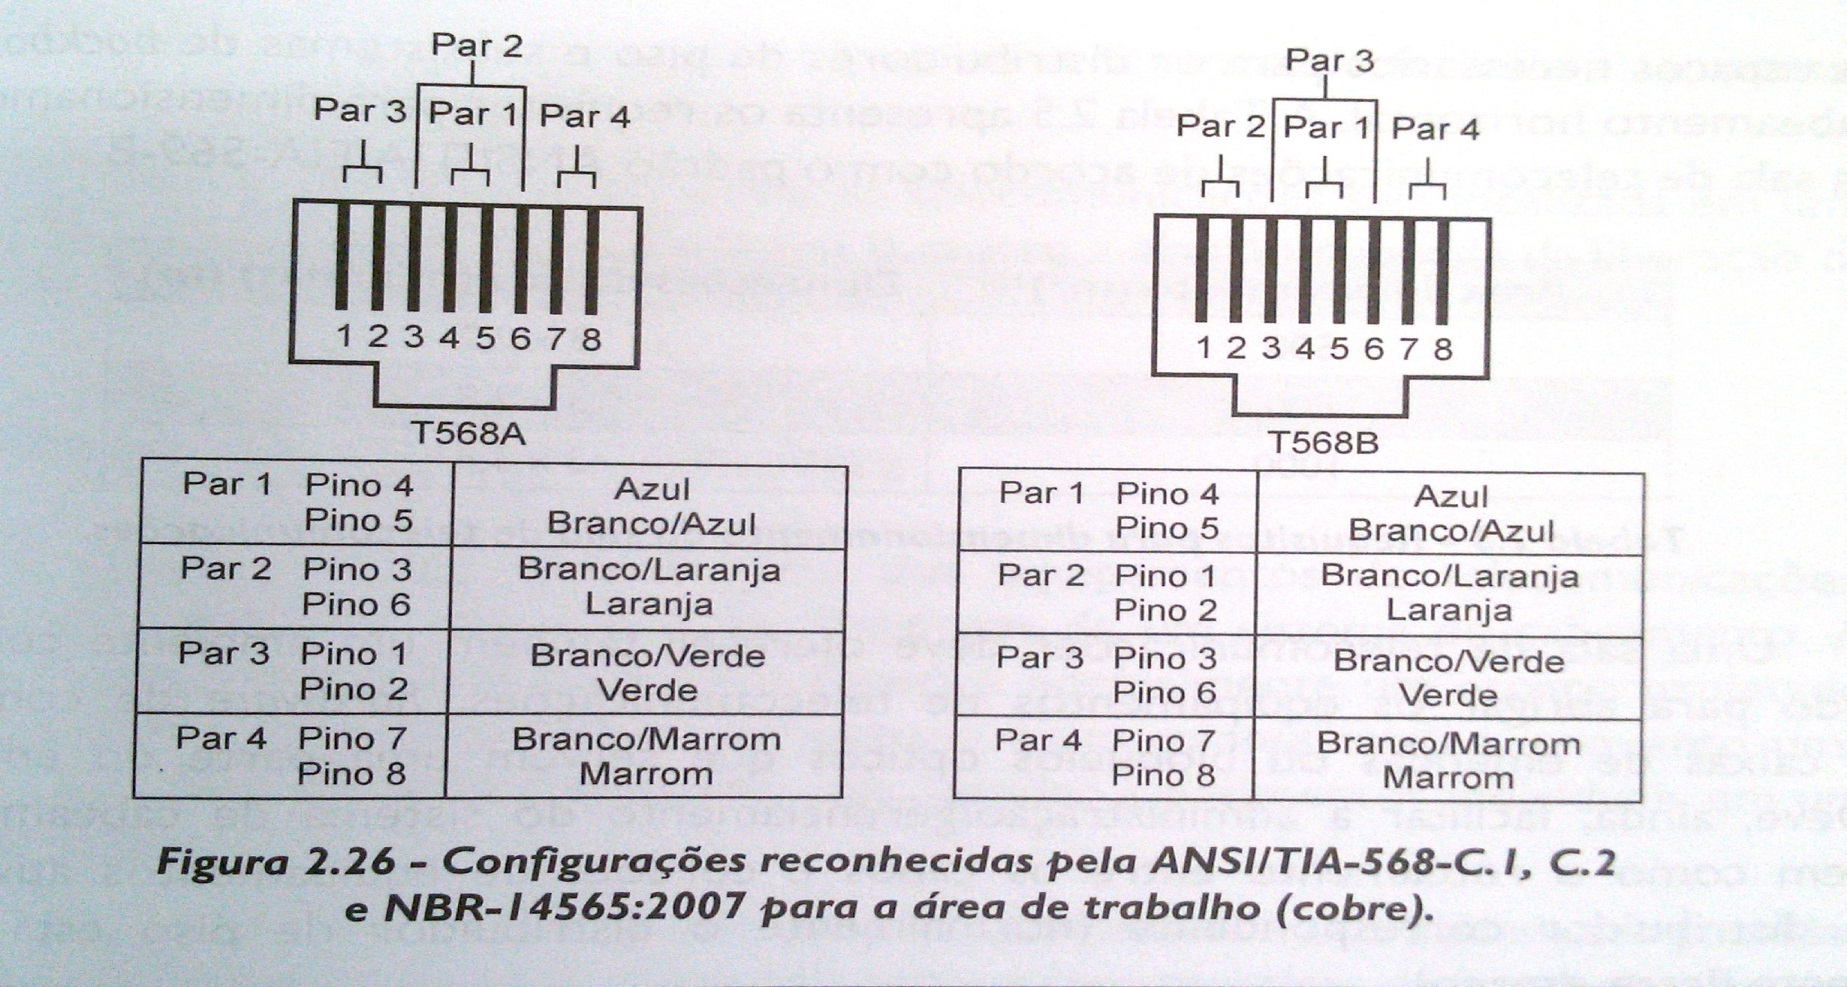 Par 2
Par 3 Par 1 Par 4
1 2 3 4 5 6 7 8
T568A
Par 1 Pino 4 Azul
Pino 5 Branco/Azul
Par 2 Pino 3 Branco/Laranja
Pino 6 Laranja
Par 3 Pino 1 Branco/Verde
Pino 2 Verde
Par 4 Pino 7 Branco/Marrom
Pino 8 Marrom
Par 3
Par 2 Par 1 Par 4
1 2 3 4 5 6 7 8
T568B
Par 1 Pino 4 Azul
Pino 5 Branco/Azul
Par 2 Pino 1 Branco/Laranja
Pino 2 Laranja
Par 3 Pino 3 Branco/Verde
Pino 6 Verde
Par 4 Pino 7 Branco/Marrom
Pino 8 Marrom
Figura 2.26 – Configurações reconhecidas pela ANSI/TIA-568-C.1, C.2
e NBR-14565:2007 para a área de trabalho (cobre).